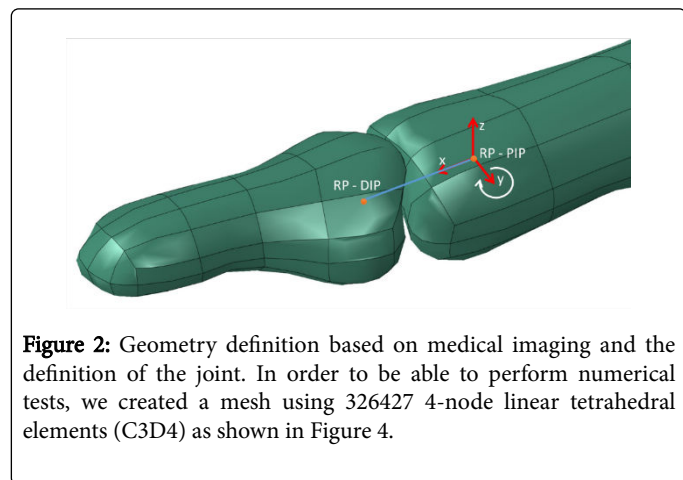 z
x
RP - PIP
RP - DIP
y
Figure 2: Geometry definition based on medical imaging and the
definition of the joint. In order to be able to perform numerical
tests, we created a mesh using 326427 4-node linear tetrahedral
elements (C3D4) as shown in Figure 4.